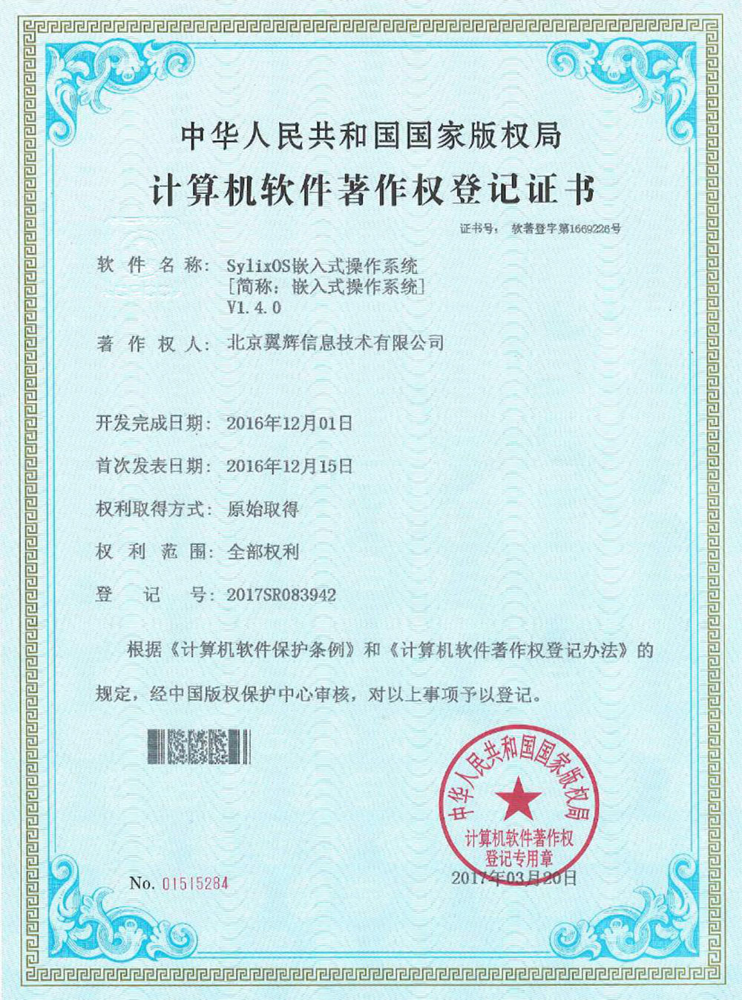 中华人民共和国国家版权局
计算机软件著作权登记证书
证书号： 软著登字第1669226号
软件名称： SylixOS嵌入式操作系统
[简称：嵌入式操作系统]
V1.4.0
著作权人： 北京翼辉信息技术有限公司
开发完成日期： 2016年12月01日
首次发表日期： 2016年12月15日
权利取得方式： 原始取得
权利范围： 全部权利
登记号： 2017SR083942
根据《计算机软件保护条例》和《计算机软件著作权登记办法》的
规定，经中国版权保护中心审核，对以上事项予以登记。
中华人民共和国国家版权局
计算机软件著作权
登记专用章
2017年03月20日
No. 01515284